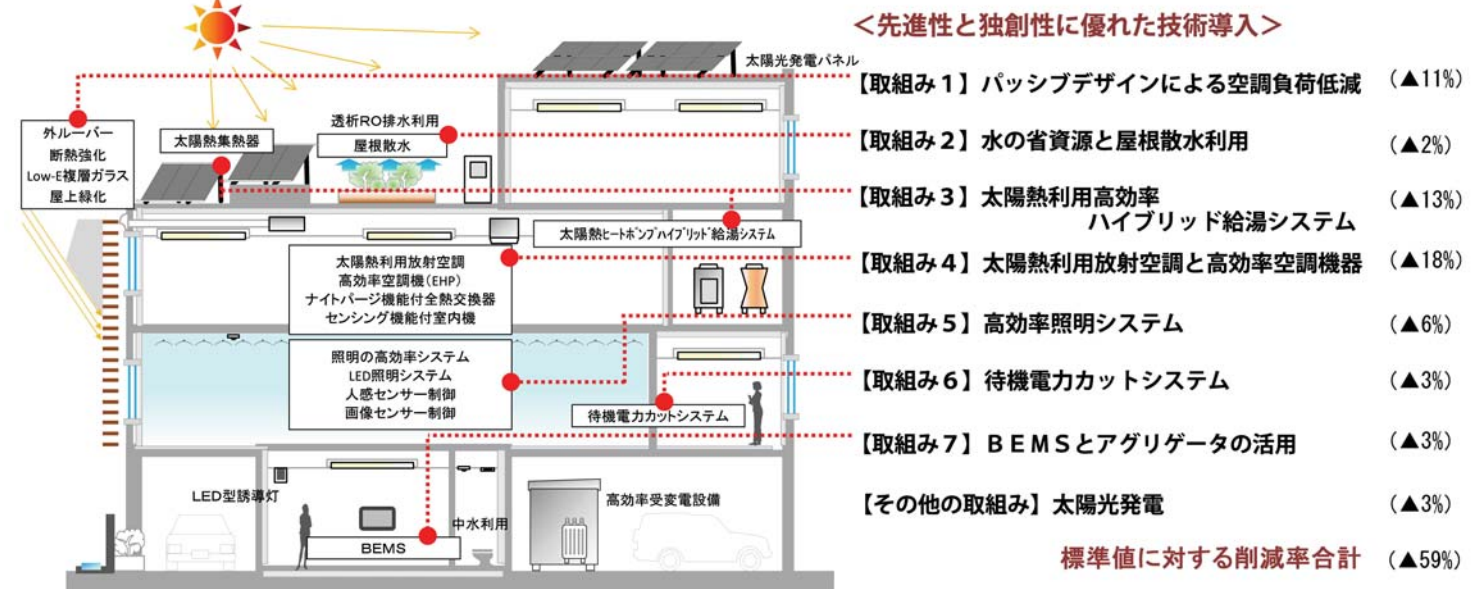 太陽光発電パネル
外ルーバー
断熱強化
Low-E複層ガラス
屋上緑化
太陽熱集熱器
透析RO排水利用
屋根散水
太陽熱ヒートポンプハイブリッド給湯システム
太陽熱利用放射空調
高効率空調機(EHP)
ナイトパージ機能付全熱交換器
センシング機能付室内機
照明の高効率システム
LED照明システム
人感センサー制御
画像センサー制御
待機電力カットシステム
LED型誘導灯
BEMS
中水利用
高効率受変電設備
＜先進性と独創性に優れた技術導入＞
【取組み１】パッシブデザインによる空調負荷低減 (▲11%)
【取組み２】水の省資源と屋根散水利用 (▲2%)
【取組み３】太陽熱利用高効率 (▲13%)
ハイブリッド給湯システム
【取組み４】太陽熱利用放射空調と高効率空調機器 (▲18%)
【取組み５】高効率照明システム (▲6%)
【取組み６】待機電力カットシステム (▲3%)
【取組み７】ＢＥＭＳとアグリゲータの活用 (▲3%)
【その他の取組み】太陽光発電 (▲3%)
標準値に対する削減率合計 (▲59%)